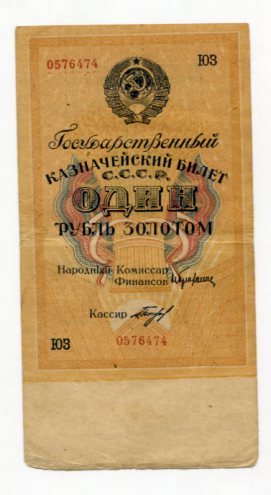 0576474 ЮЗ
Государственный
КАЗНАЧЕЙСКИЙ БИЛЕТ
С.С.С.Р.
ОДИН
РУБЛЬ ЗОЛОТОМ
Народный Комиссар
Финансов
Кассир
ЮЗ 0576474